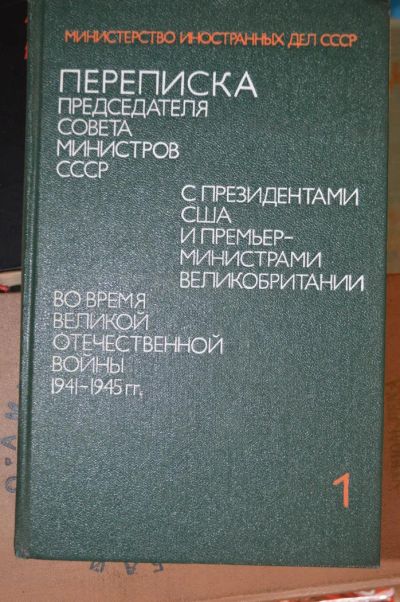 МИНИСТЕРСТВО ИНОСТРАННЫХ ДЕЛ СССР
ПЕРЕПИСКА
ПРЕДСЕДАТЕЛЯ
СОВЕТА
МИНИСТРОВ
СССР
С ПРЕЗИДЕНТАМИ
США
И ПРЕМЬЕР-
МИНИСТРАМИ
ВЕЛИКОБРИТАНИИ
ВО ВРЕМЯ
ВЕЛИКОЙ
ОТЕЧЕСТВЕННОЙ
ВОЙНЫ
1941-1945 гг.
1